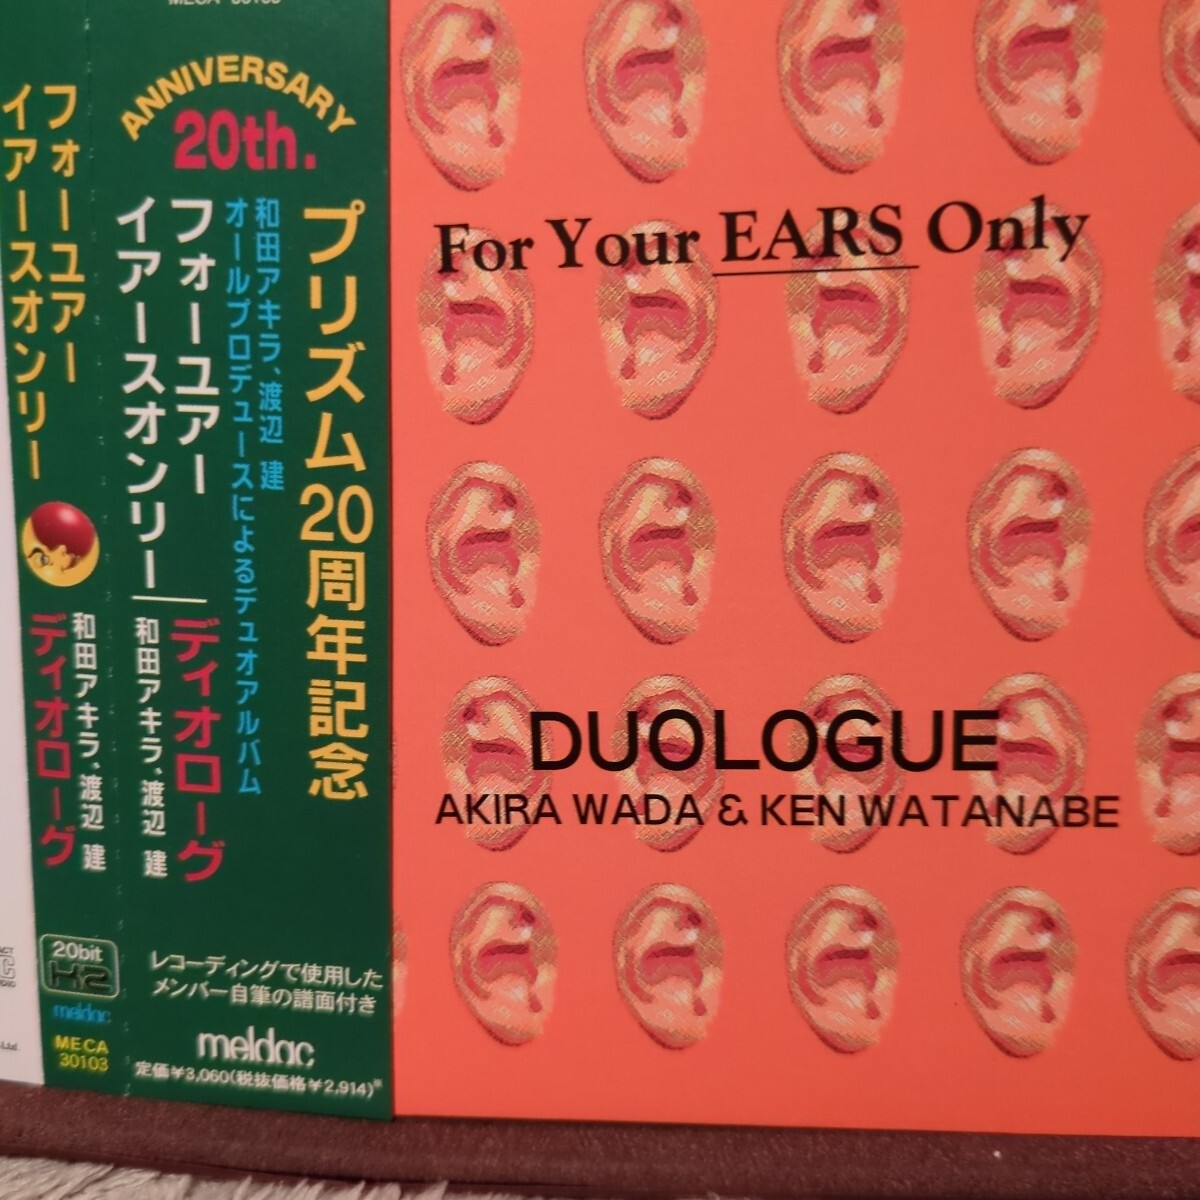 フォーユアー
イアースオンリー
ディオローグ
和田アキラ、渡辺 建
20bit
K2
meldac
MECA
30103
ANNIVERSARY
20th.
プリズム20周年記念
和田アキラ、渡辺 建
オールプロデュースによるデュオアルバム
フォーユアー
イアースオンリー
ディオローグ
和田アキラ、渡辺 建
レコーディングで使用した
メンバー自筆の譜面付き
meldac
定価¥3,060(税抜価格¥2,914)
For Your EARS Only
DUOLOGUE
AKIRA WADA & KEN WATANABE